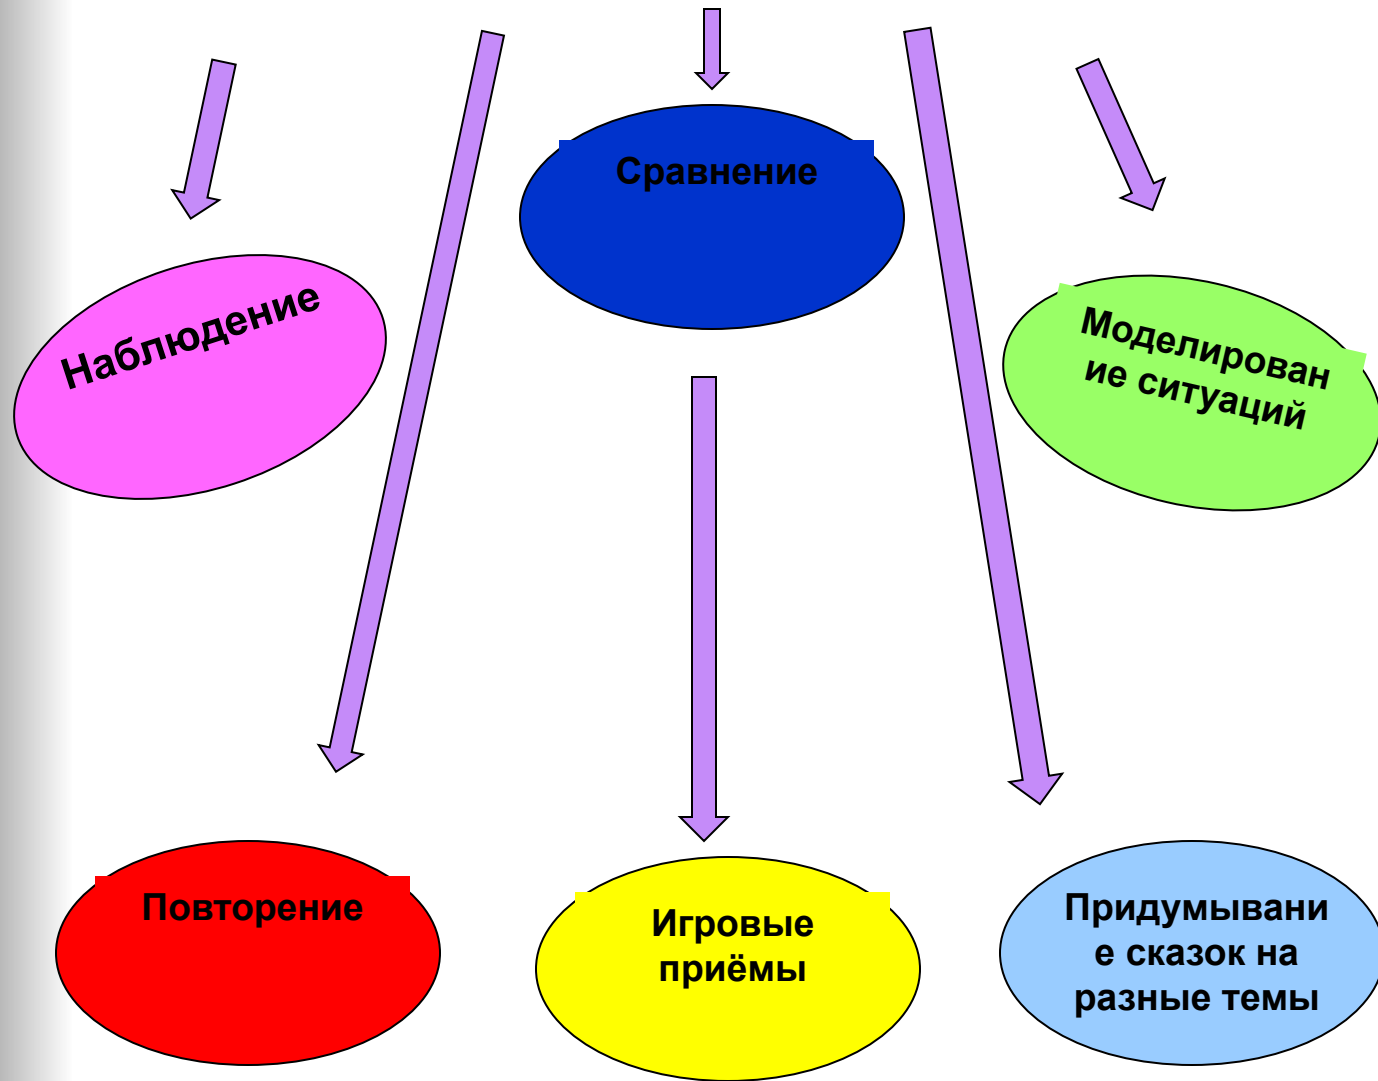 Сравнение
Наблюдение
Моделирован
ие ситуаций
Повторение
Игровые
приёмы
Придумывани
е сказок на
разные темы